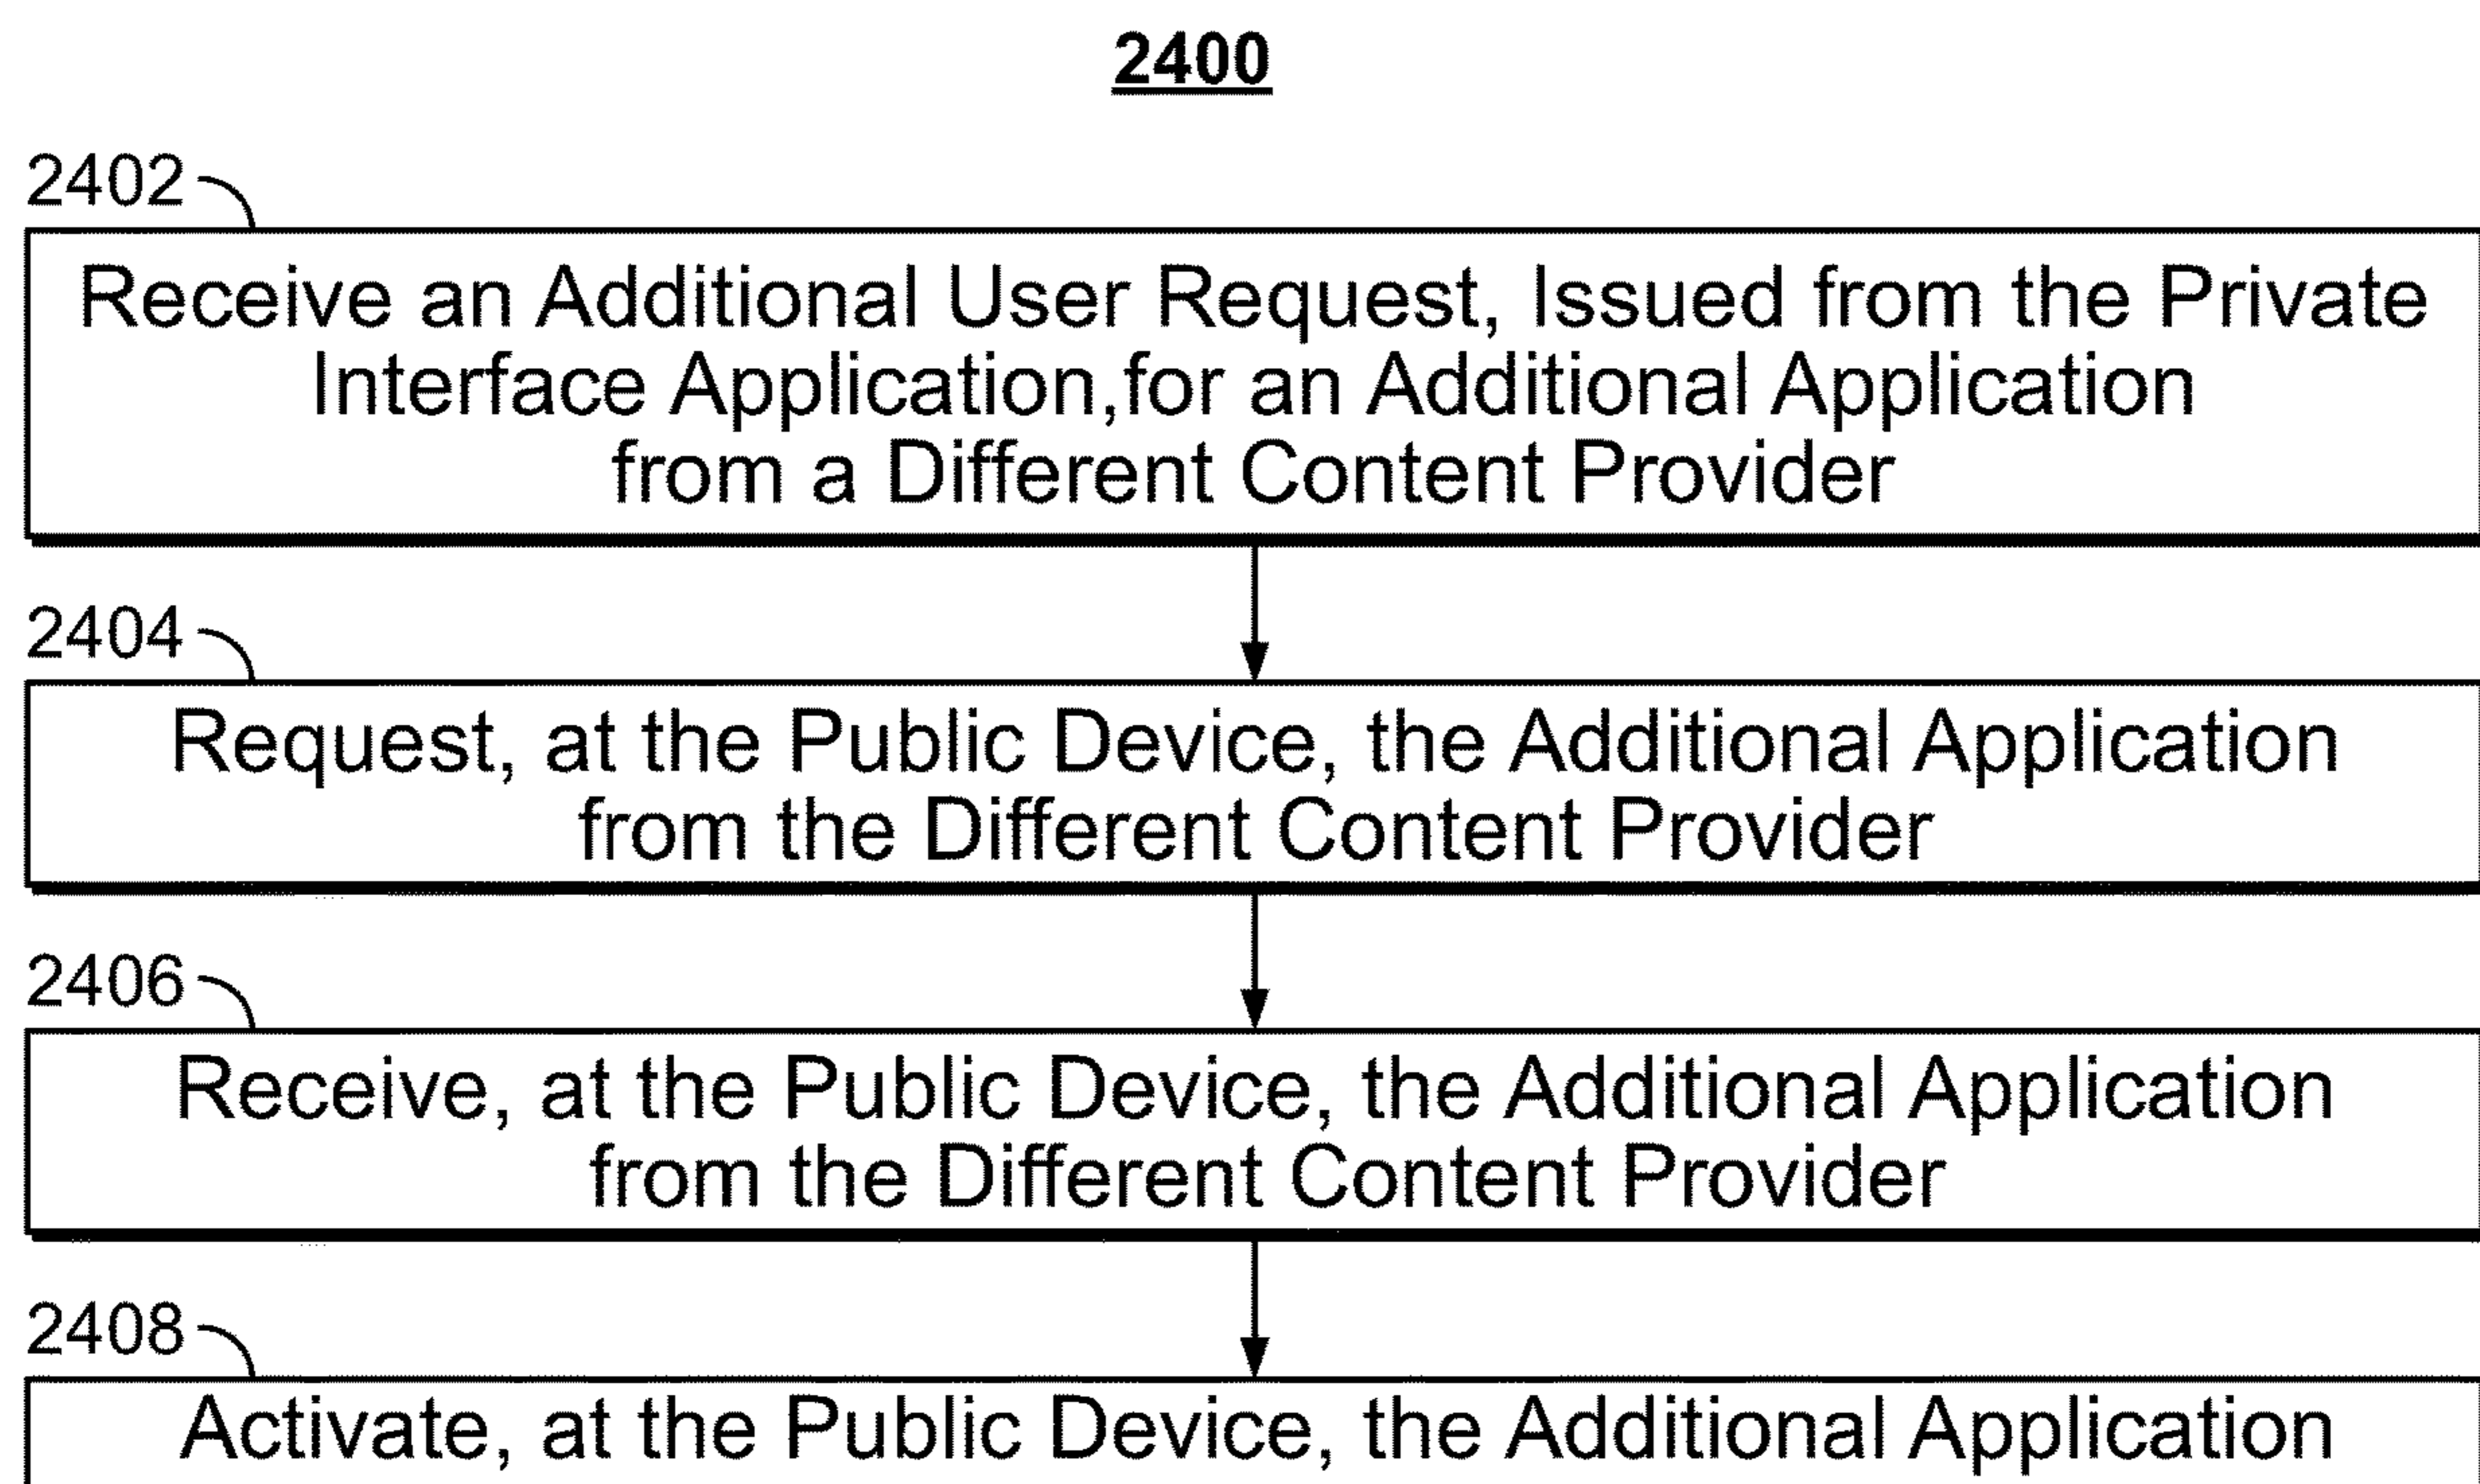 2400
2402
Receive an Additional User Request, Issued from the Private
Interface Application,for an Additional Application
from a Different Content Provider
2404
Request, at the Public Device, the Additional Application
from the Different Content Provider
2406
Receive, at the Public Device, the Additional Application
from the Different Content Provider
2408
Activate, at the Public Device, the Additional Application